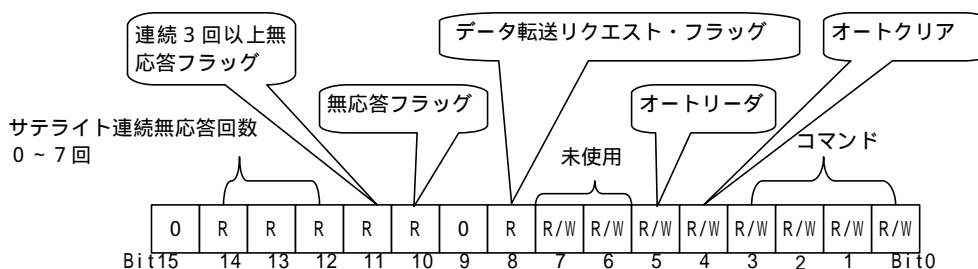 連続３回以上無
応答フラッグ
データ転送リクエスト・フラッグ
オートクリア
無応答フラッグ
オートリーダ
サテライト連続無応答回数
０～７回
未使用
コマンド
0 R R R R R 0 R R/W R/W R/W R/W R/W R/W R/W R/W
Bit15 14 13 12 11 10 9 8 7 6 5 4 3 2 1 Bit0